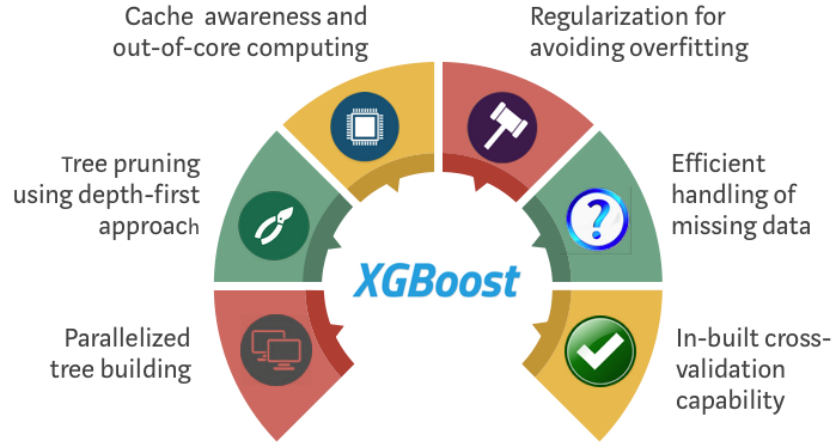 Cache awareness and
out-of-core computing
Regularization for
avoiding overfitting
Tree pruning
using depth-first
approach
Efficient
handling of
missing data
?
XGBoost
Parallelized
tree building
In-built cross-
validation
capability